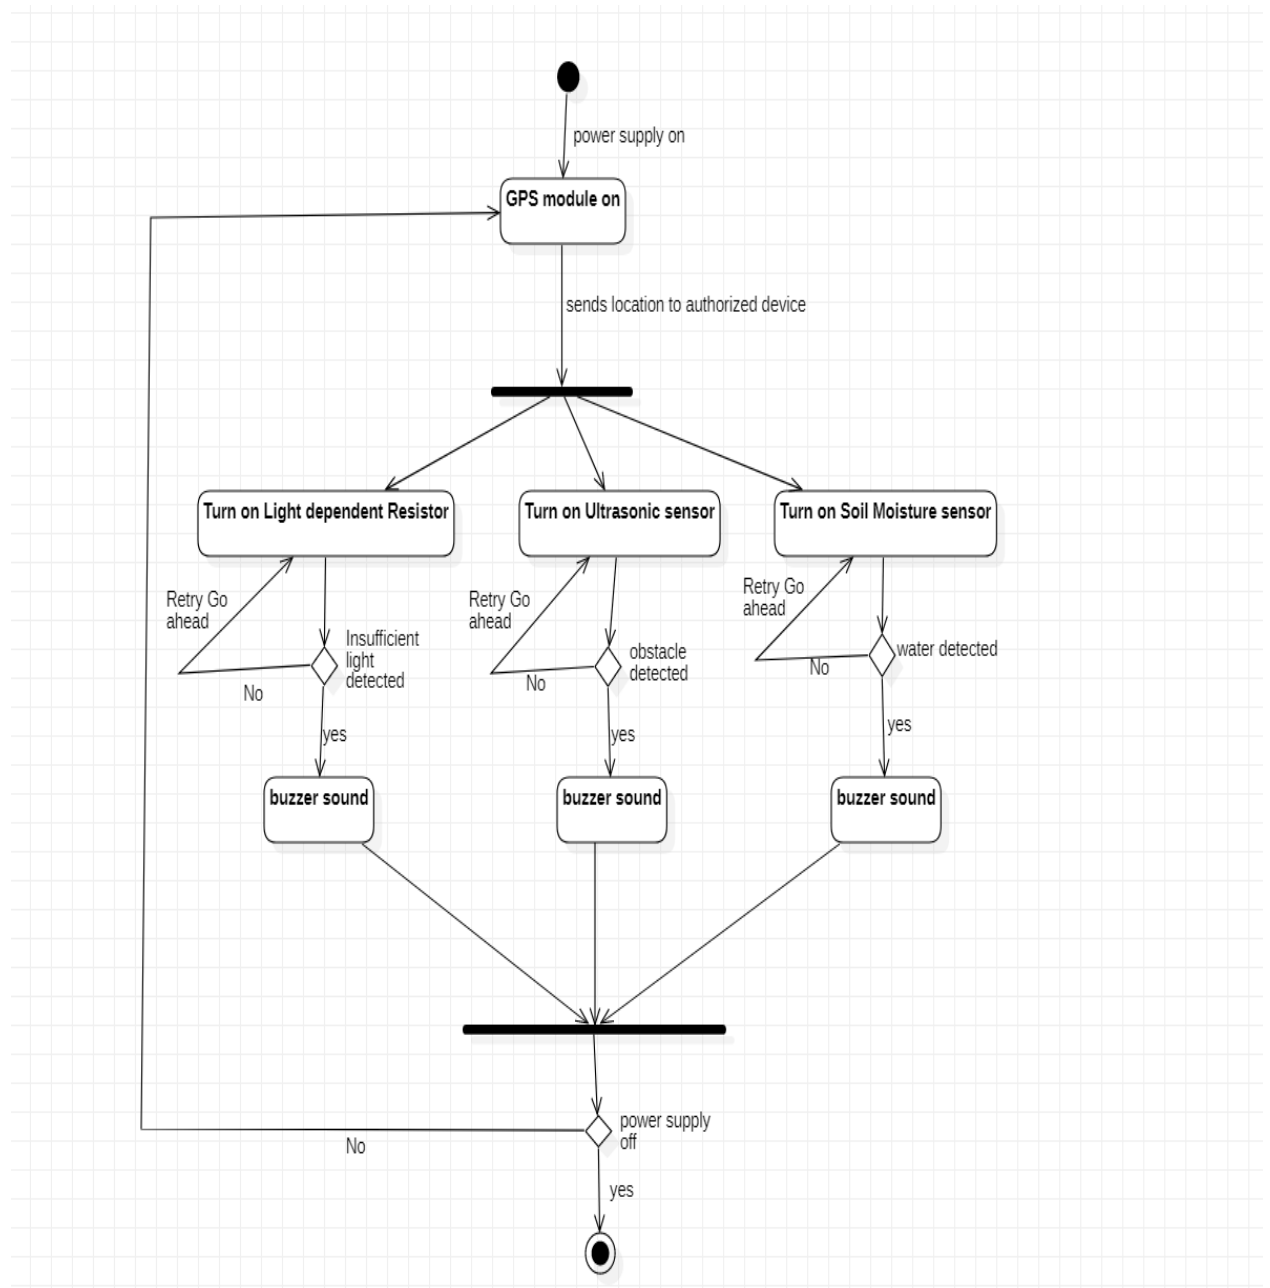 power supply on
GPS module on
sends location to authorized device
Turn on Light dependent Resistor
Turn on Ultrasonic sensor
Turn on Soil Moisture sensor
Retry Go
ahead
Retry Go
ahead
Retry Go
ahead
Insufficient
light
detected
obstacle
detected
water detected
No
No
No
yes
yes
yes
buzzer sound
buzzer sound
buzzer sound
power supply
off
No
yes